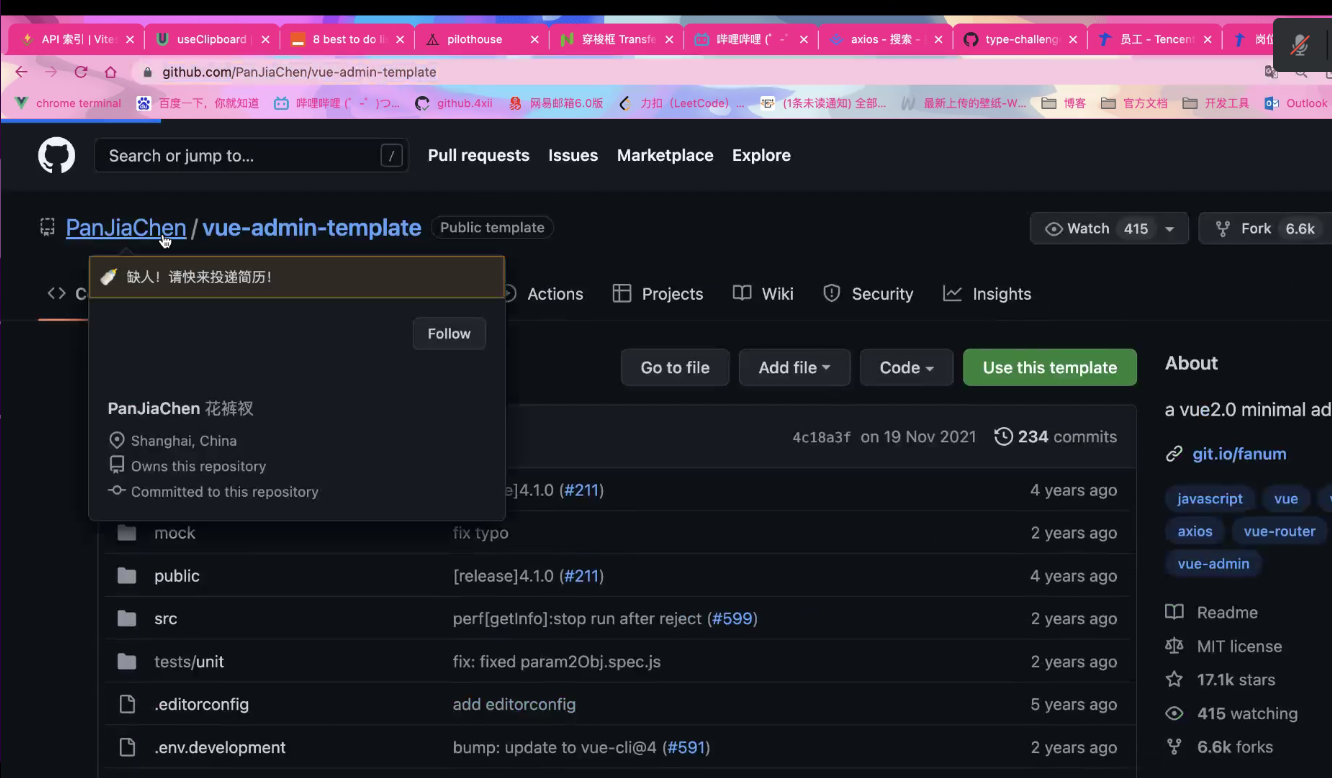 API 索引 | Vites
useClipboard
8 best to do lis
pilothouse
穿梭框 Transfe
哔哩哔哩 (゜-゜
axios - 搜索 -
type-challeng
员工 - Tencent
岗位
github.com/PanJiaChen/vue-admin-template
chrome terminal
百度一下,你就知道
哔哩哔哩 (゜-゜)つ...
github.4xii
网易邮箱6.0版
力扣 (LeetCode) ...
(1条未读通知) 全部...
最新上传的壁纸-W...
博客
官方文档
开发工具
Outlook
Search or jump to...
/
Pull requests
Issues
Marketplace
Explore
PanJiaChen / vue-admin-template
Public template
Watch 415
Fork 6.6k
缺人！请快来投递简历！
Actions
Projects
Wiki
Security
Insights
Follow
Go to file
Add file
Code
Use this template
About
PanJiaChen 花裤衩
Shanghai, China
Owns this repository
Committed to this repository
4c18a3f on 19 Nov 2021
234 commits
a vue2.0 minimal ad
git.io/fanum
e]4.1.0 (#211)
4 years ago
javascript
vue
mock
fix typo
2 years ago
axios
vue-router
vue-admin
public
[release]4.1.0 (#211)
4 years ago
src
perf[getInfo]:stop run after reject (#599)
2 years ago
Readme
MIT license
tests/unit
fix: fixed param2Obj.spec.js
2 years ago
17.1k stars
.editorconfig
add editorconfig
5 years ago
415 watching
.env.development
bump: update to vue-cli@4 (#591)
2 years ago
6.6k forks